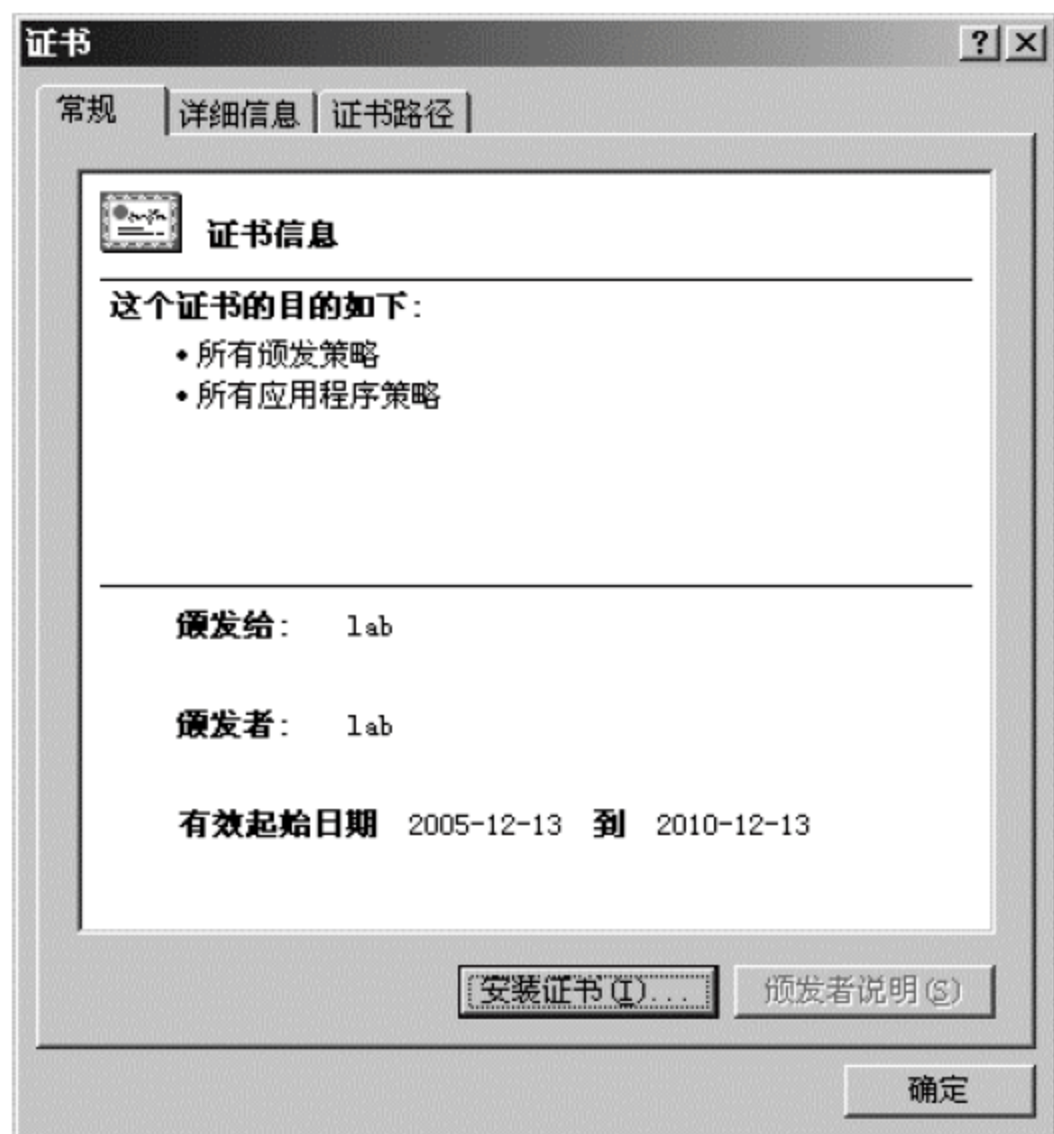 证书
常规 详细信息 证书路径
证书信息
这个证书的目的如下:
•所有颁发策略
•所有应用程序策略
颁发给: lab
颁发者: lab
有效起始日期 2005-12-13 到 2010-12-13
安装证书(I)... 颁发者说明(S)
确定